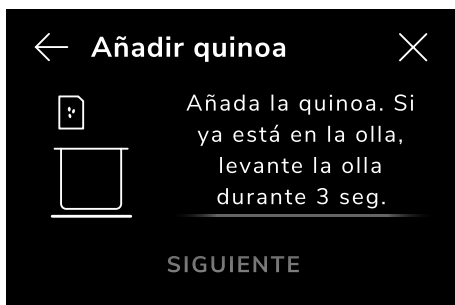 Añadir quinoa
Añada la quinoa. Si
ya está en la olla,
levante la olla
durante 3 seg.
SIGUIENTE